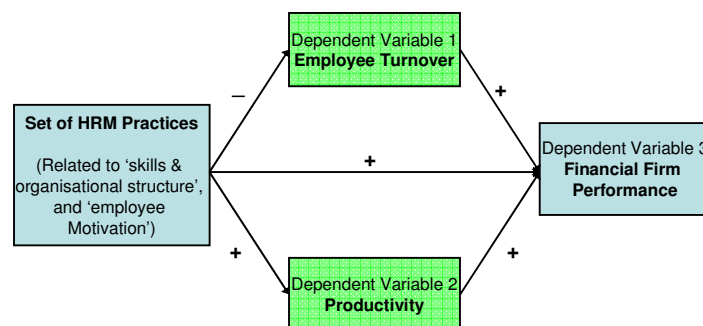 Dependent Variable 1
Employee Turnover
–
+
Set of HRM Practices
(Related to ‘skills &
organisational structure’,
and ‘employee
Motivation’)
+
Dependent Variable 3
Financial Firm
Performance
+
+
Dependent Variable 2
Productivity